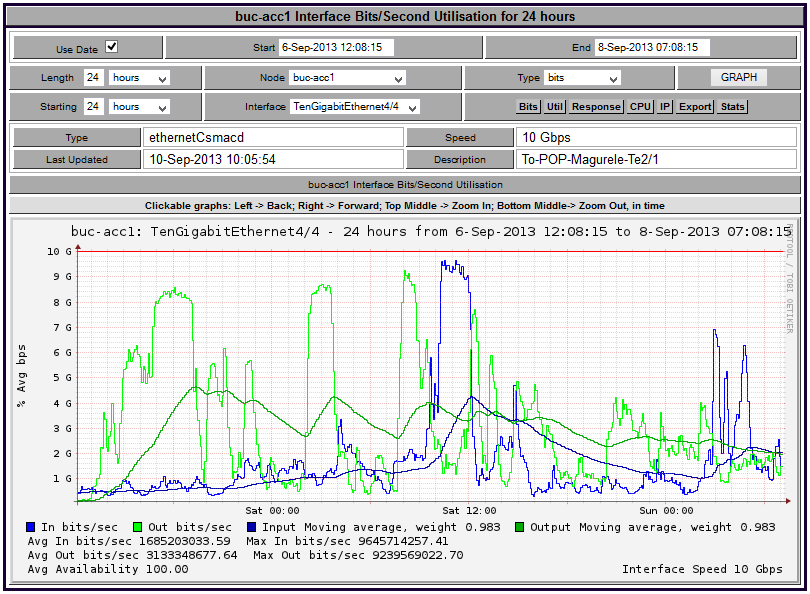 buc-acc1 Interface Bits/Second Utilisation for 24 hours
Use Date Start 6-Sep-2013 12:08:15 End 8-Sep-2013 07:08:15
Length 24 hours Node buc-acc1 Type bits GRAPH
Starting 24 hours Interface TenGigabitEthernet4/4 Bits Util Response CPU IP Export Stats
Type ethernetCsmacd Speed 10 Gbps
Last Updated 10-Sep-2013 10:05:54 Description To-POP-Magurele-Te2/1
buc-acc1 Interface Bits/Second Utilisation
Clickable graphs: Left -> Back; Right -> Forward; Top Middle -> Zoom In; Bottom Middle-> Zoom Out, in time
buc-acc1: TenGigabitEthernet4/4 - 24 hours from 6-Sep-2013 12:08:15 to 8-Sep-2013 07:08:15
RRDTOOL / TOBI OETIKER
% Avg bps
10 G
9 G
8 G
7 G
6 G
5 G
4 G
3 G
2 G
1 G
Sat 00:00 Sat 12:00 Sun 00:00
In bits/sec Out bits/sec Input Moving average, weight 0.983 Output Moving average, weight 0.983
Avg In bits/sec 1685203033.59 Max In bits/sec 9645714257.41
Avg Out bits/sec 3133348677.64 Max Out bits/sec 9239569022.70
Avg Availability 100.00 Interface Speed 10 Gbps